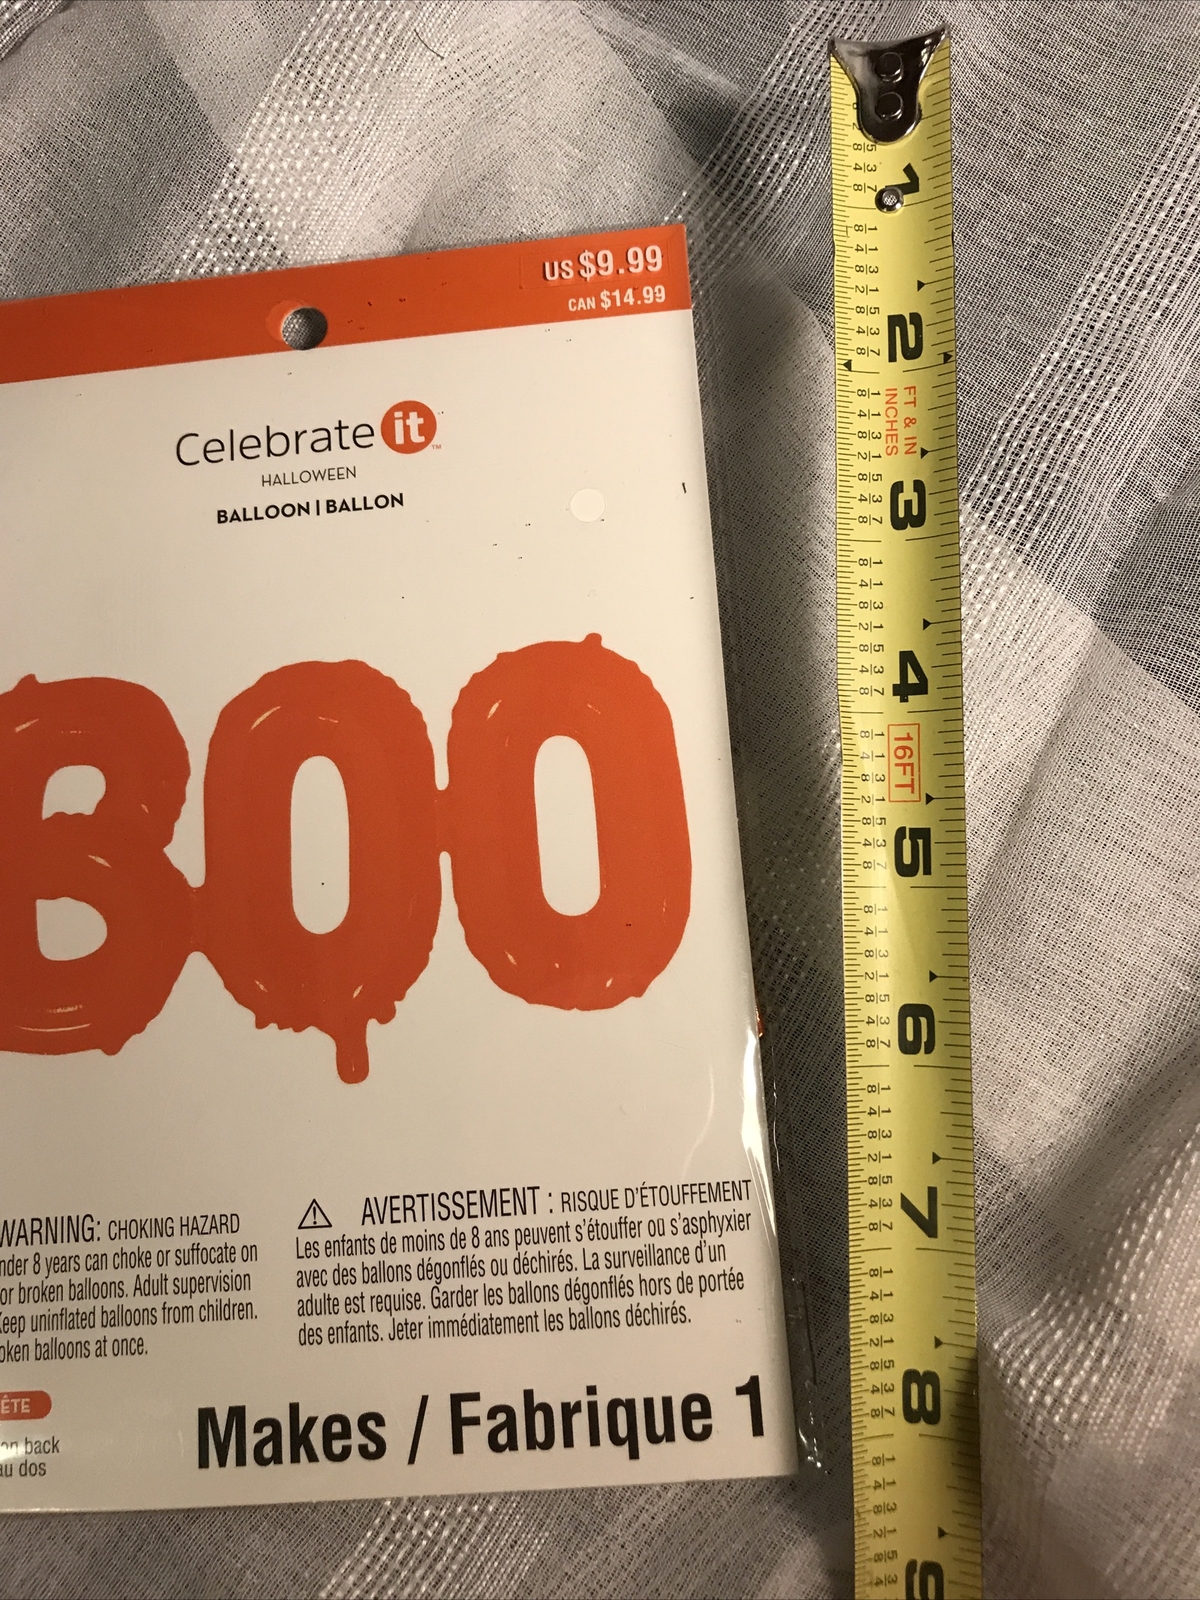 US $9.99
CAN $14.99
Celebrate it™
HALLOWEEN
BALLOON | BALLON
BOO
WARNING: CHOKING HAZARD
nder 8 years can choke or suffocate on
or broken balloons. Adult supervision
Keep uninflated balloons from children.
oken balloons at once.
AVERTISSEMENT : RISQUE D'ÉTOUFFEMENT
Les enfants de moins de 8 ans peuvent s'étouffer ou s'asphyxier
avec des ballons dégonflés ou déchirés. La surveillance d'un
adulte est requise. Garder les ballons dégonflés hors de portée
des enfants. Jeter immédiatement les ballons déchirés.
ÊTE
on back
au dos
Makes / Fabrique 1
1
2
FT & IN
INCHES
3
4
16FT
5
6
7
8
9